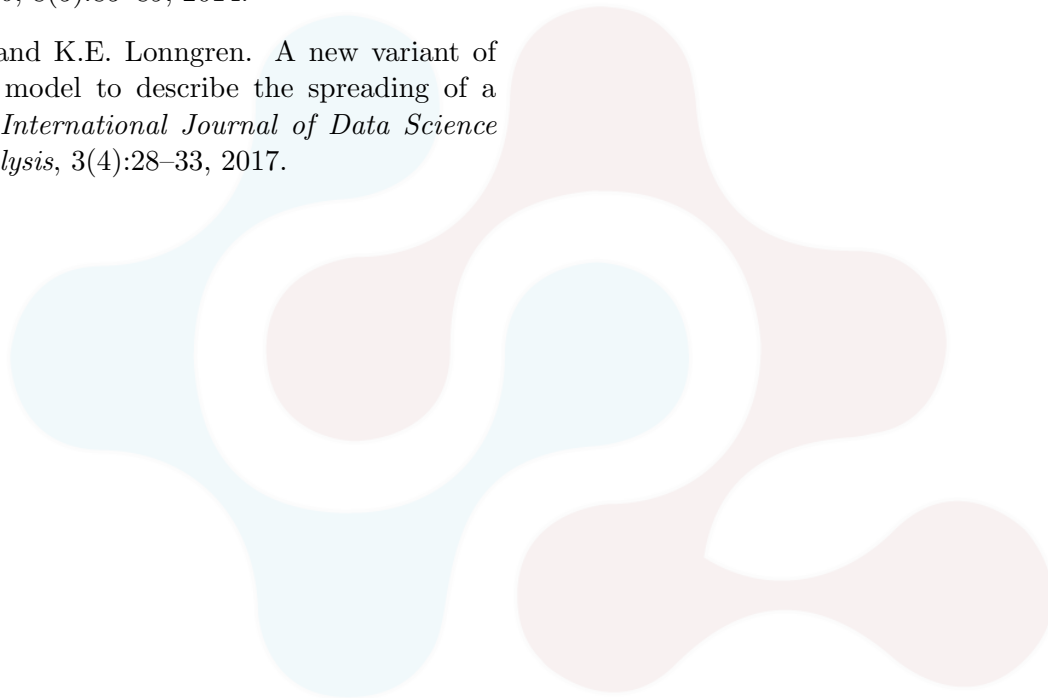 and K.E. Lonngren. A new variant of
model to describe the spreading of a
International Journal of Data Science
lysis, 3(4):28–33, 2017.